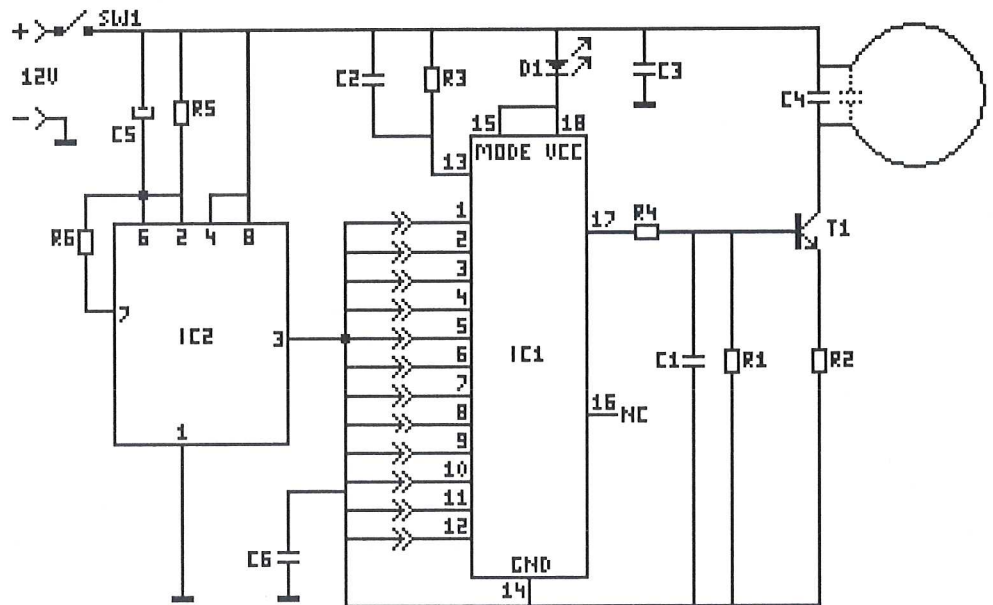 + SW1
12V
-
C5
R5
C2
R3
D1
C3
C4
15 18
MODE VCC
13
R6
6 2 4 8
7
IC2
3
1
1
2
3
4
5
6
7
8
9
10
11
12
IC1
17 R4
T1
16 NC
C1
R1
R2
C6
GND
14